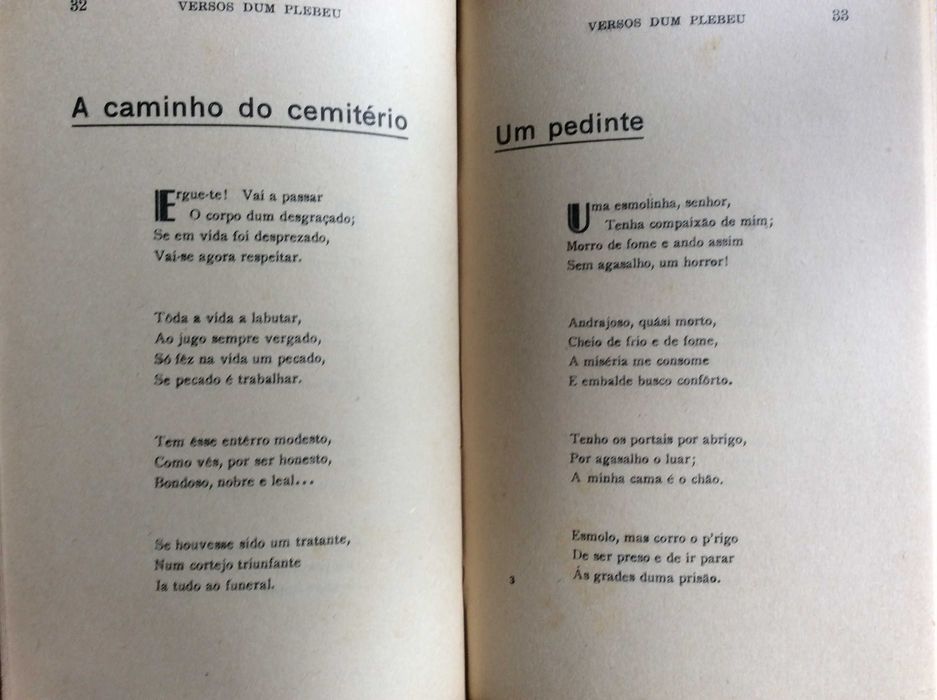 32
VERSOS DUM PLEBEU
A caminho do cemitério
Ergue-te! Vai a passar
O corpo dum desgraçado;
Se em vida foi desprezado,
Vai-se agora respeitar.
Tôda a vida a labutar,
Ao jugo sempre vergado,
Só fêz na vida um pecado,
Se pecado é trabalhar.
Tem êsse entêrro modesto,
Como vês, por ser honesto,
Bondoso, nobre e leal...
Se houvesse sido um tratante,
Num cortejo triunfante
Ia tudo ao funeral.
VERSOS DUM PLEBEU
33
Um pedinte
Uma esmolinha, senhor,
Tenha compaixão de mim;
Morro de fome e ando assim
Sem agasalho, um horror!
Andrajoso, quási morto,
Cheio de frio e de fome,
A miséria me consome
E embalde busco confôrto.
Tenho os portais por abrigo,
Por agasalho o luar;
A minha cama é o chão.
Esmolo, mas corro o p'rigo
De ser preso e de ir parar
Ás grades duma prisão.
3